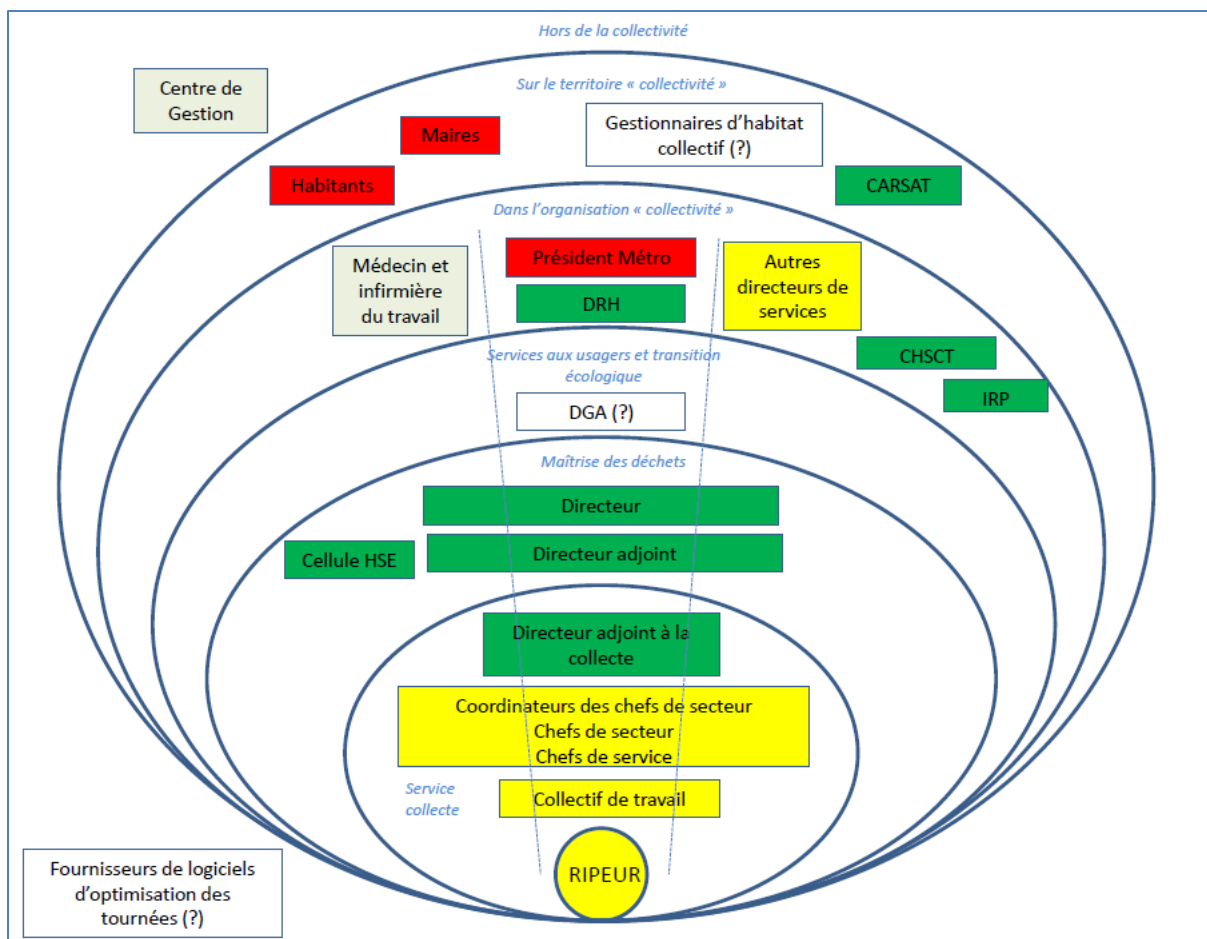 Hors de la collectivité
Sur le territoire « collectivité »
Centre de
Gestion
Maires
Gestionnaires d’habitat
collectif (?)
Habitants
CARSAT
Dans l’organisation « collectivité »
Médecin et
infirmière
du travail
Président Métro
DRH
Autres
directeurs de
services
CHSCT
IRP
Services aux usagers et transition
écologique
DGA (?)
Maîtrise des déchets
Directeur
Directeur adjoint
Cellule HSE
Directeur adjoint à la
collecte
Coordinateurs des chefs de secteur
Chefs de secteur
Chefs de service
Service
collecte
Collectif de travail
RIPEUR
Fournisseurs de logiciels
d’optimisation des
tournées (?)